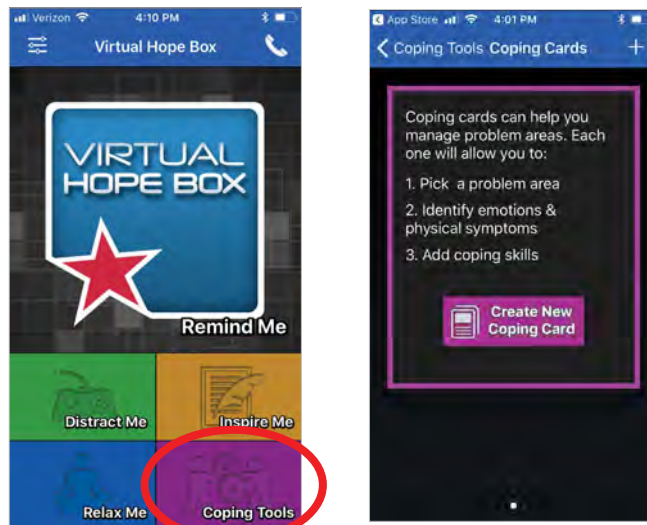 Verizon 4:10 PM
Virtual Hope Box
VIRTUAL
HOPE BOX
Remind Me
Distract Me
Inspire Me
Relax Me
Coping Tools
App Store 4:01 PM
Coping Tools Coping Cards +
Coping cards can help you
manage problem areas. Each
one will allow you to:
1. Pick a problem area
2. Identify emotions &
physical symptoms
3. Add coping skills
Create New
Coping Card